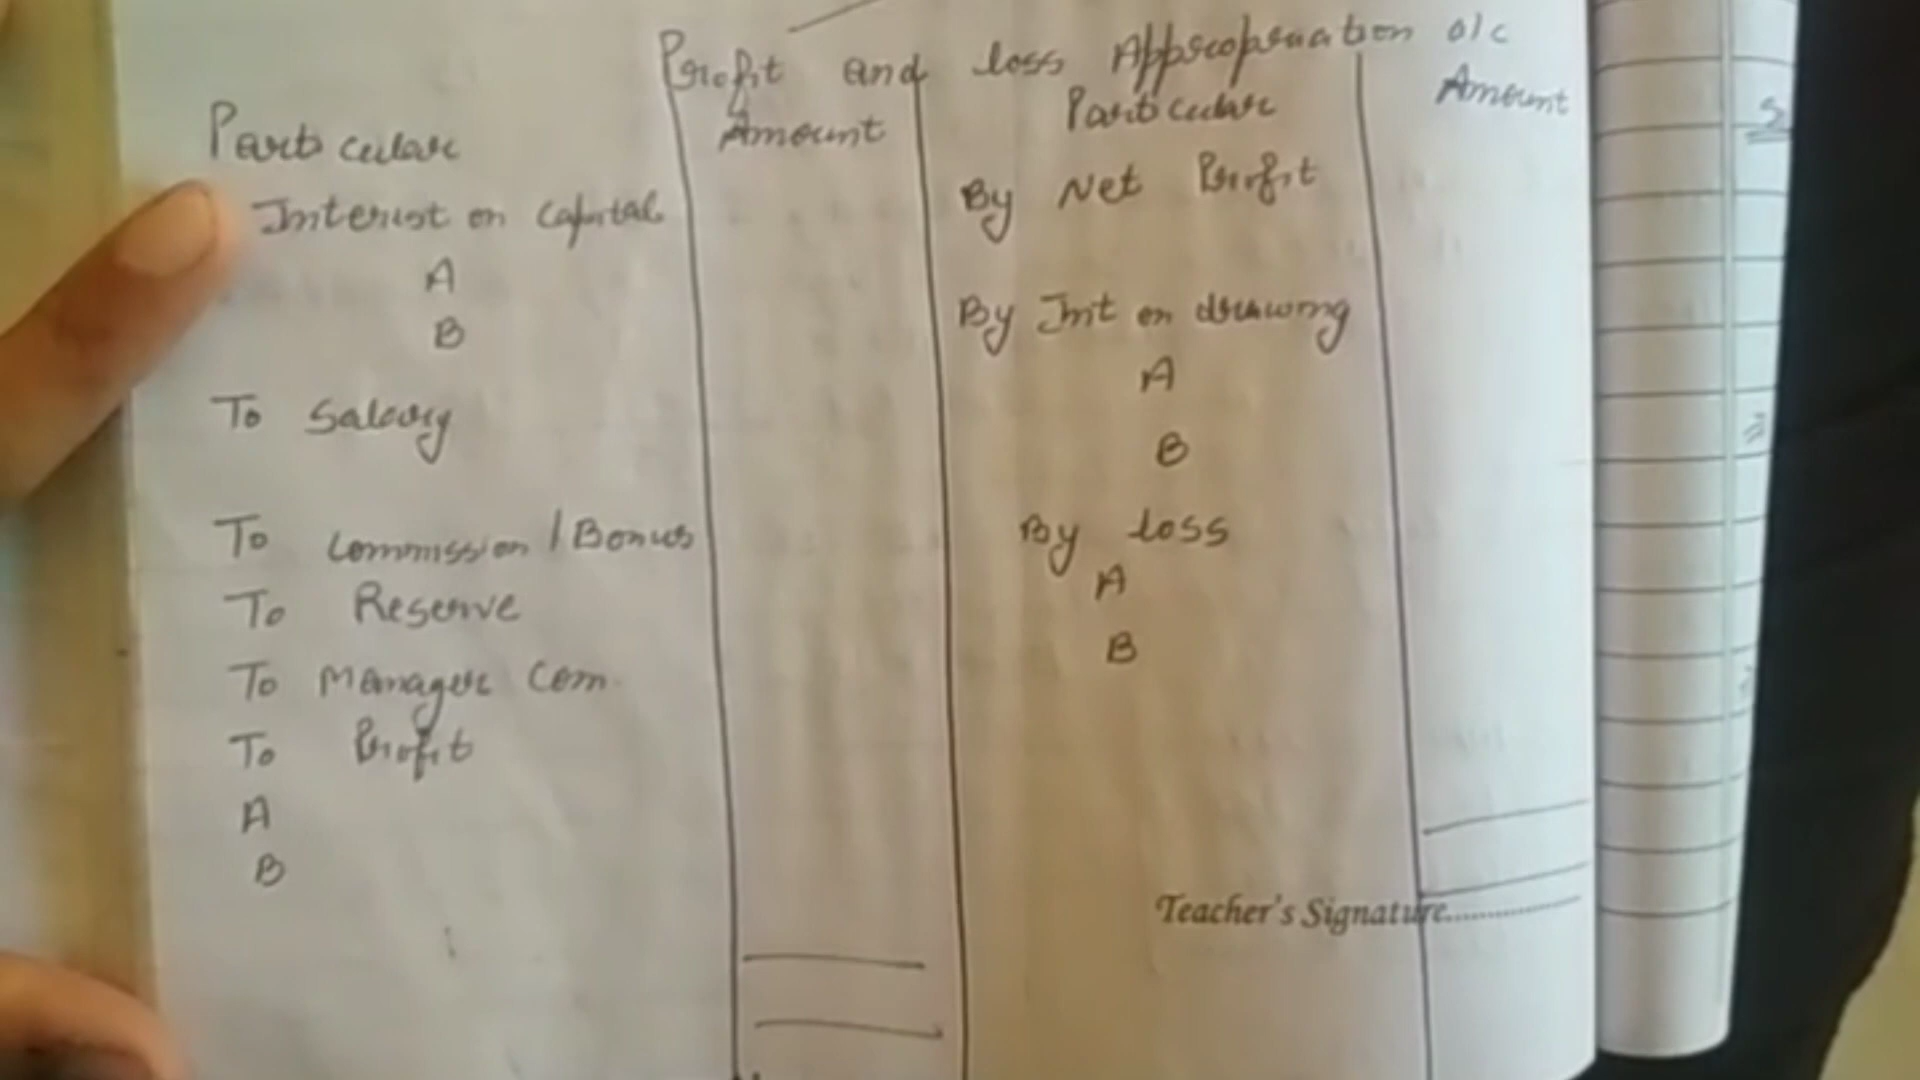 Profit and loss Appropriation a/c
Particular
Amount
Particular
Amount
Interest on capital
A
B
To Salary
To Commission / Bonus
To Reserve
To Manager Com.
To Profit
A
B
By Net Profit
By Int on drawing
A
B
By loss
A
B
Teacher's Signature